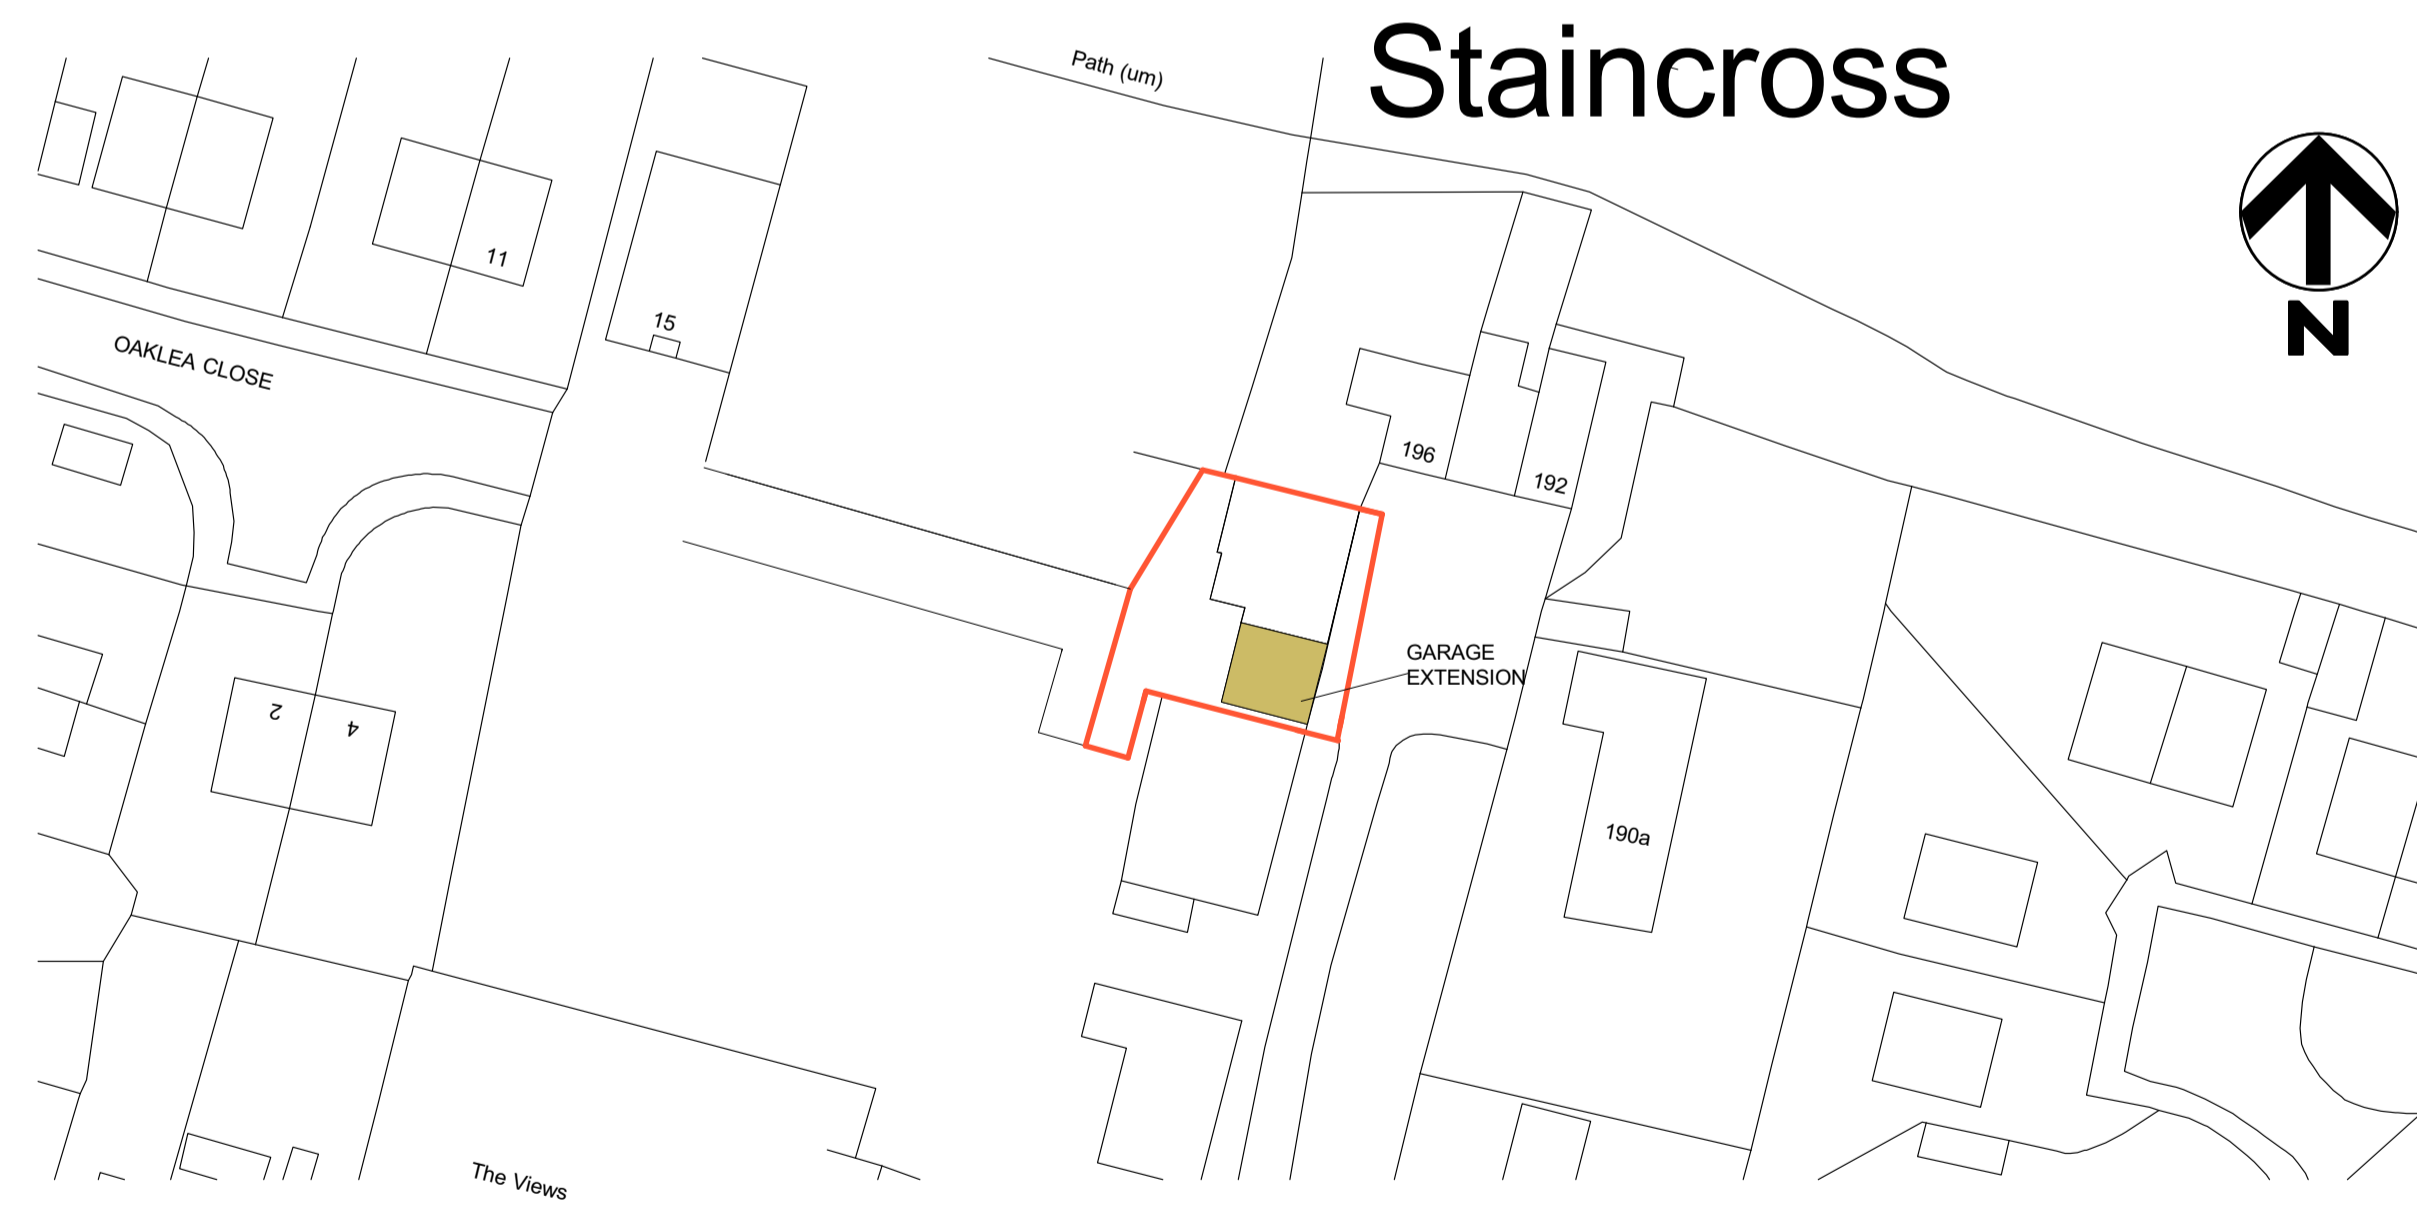 Staincross
Path (um)
N
11
15
OAKLEA CLOSE
196
192
GARAGE
EXTENSION
2
4
190a
The Views